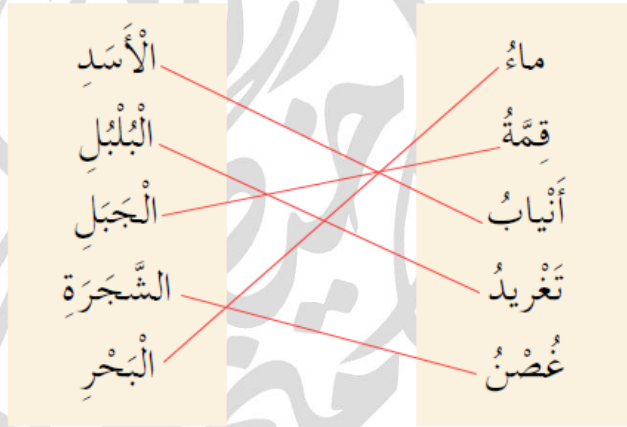 ماءُ الْأَسَدِ
قِمَّةُ الْبُلْبُلِ
أَنْيابُ الْجَبَلِ
تَغْريدُ الشَّجَرَةِ
غُصْنُ الْبَحْرِ